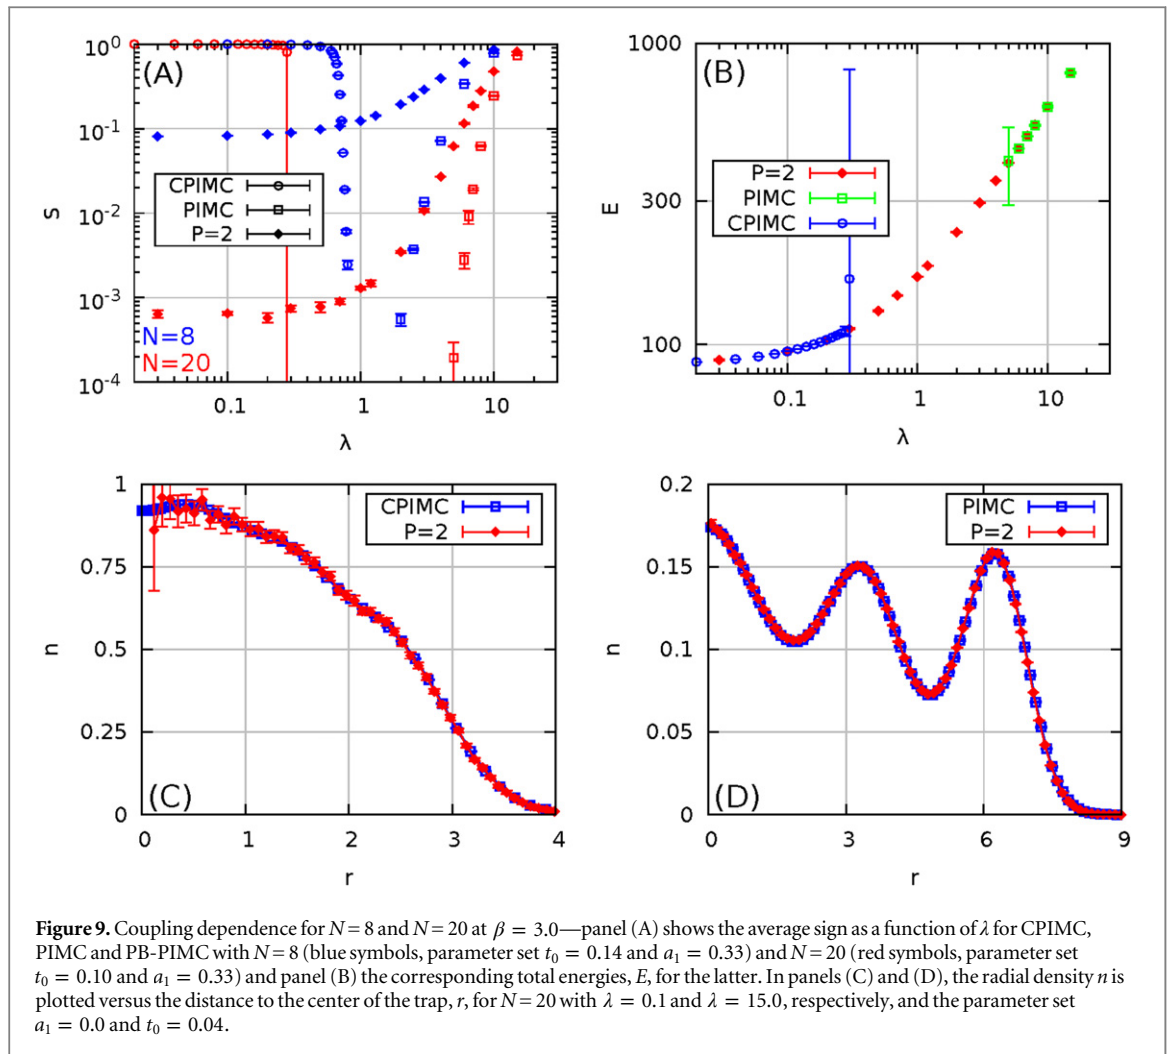 10⁰
10⁻¹
10⁻²
10⁻³
10⁻⁴
S
(A)
CPIMC
PIMC
P=2
N=8
N=20
0.1
1
10
λ
1000
300
100
E
(B)
P=2
PIMC
CPIMC
0.1
1
10
λ
1
0.75
0.5
0.25
0
n
CPIMC
P=2
(C)
0
1
2
3
4
r
0.2
0.15
0.1
0.05
0
n
PIMC
P=2
(D)
0
3
6
9
r
Figure 9. Coupling dependence for N = 8 and N = 20 at β = 3.0—panel (A) shows the average sign as a function of λ for CPIMC,
PIMC and PB-PIMC with N = 8 (blue symbols, parameter set t₀ = 0.14 and a₁ = 0.33) and N = 20 (red symbols, parameter set
t₀ = 0.10 and a₁ = 0.33) and panel (B) the corresponding total energies, E, for the latter. In panels (C) and (D), the radial density n is
plotted versus the distance to the center of the trap, r, for N = 20 with λ = 0.1 and λ = 15.0, respectively, and the parameter set
a₁ = 0.0 and t₀ = 0.04.